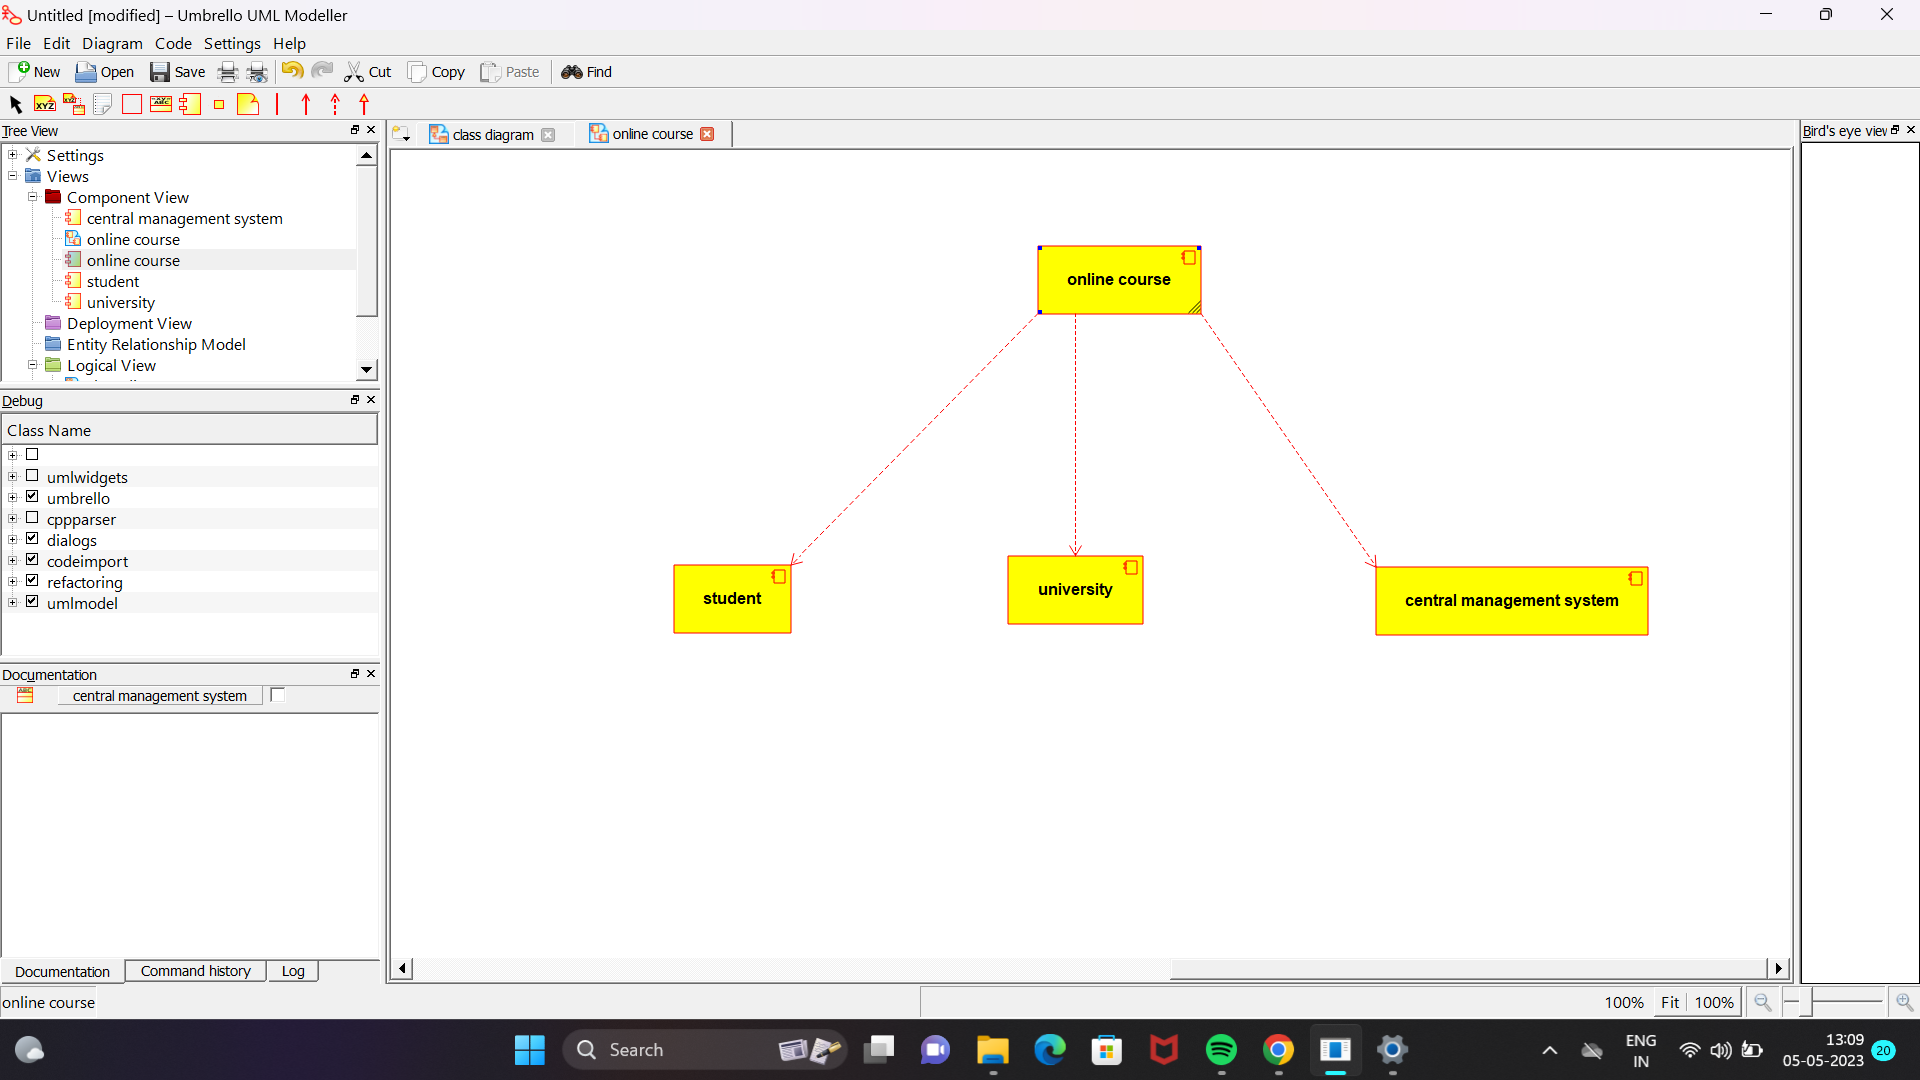 Untitled [modified] – Umbrello UML Modeller
File Edit Diagram Code Settings Help
New Open Save Cut Copy Paste Find
XYZ
Tree View
class diagram
online course
Bird's eye view
Settings
Views
Component View
central management system
online course
online course
student
university
Deployment View
Entity Relationship Model
Logical View
online course
student
university
central management system
Debug
Class Name
umlwidgets
umbrello
cppparser
dialogs
codeimport
refactoring
umlmodel
Documentation
central management system
Documentation Command history Log
online course
100% Fit 100%
Search
ENG
IN
13:09
05-05-2023
20